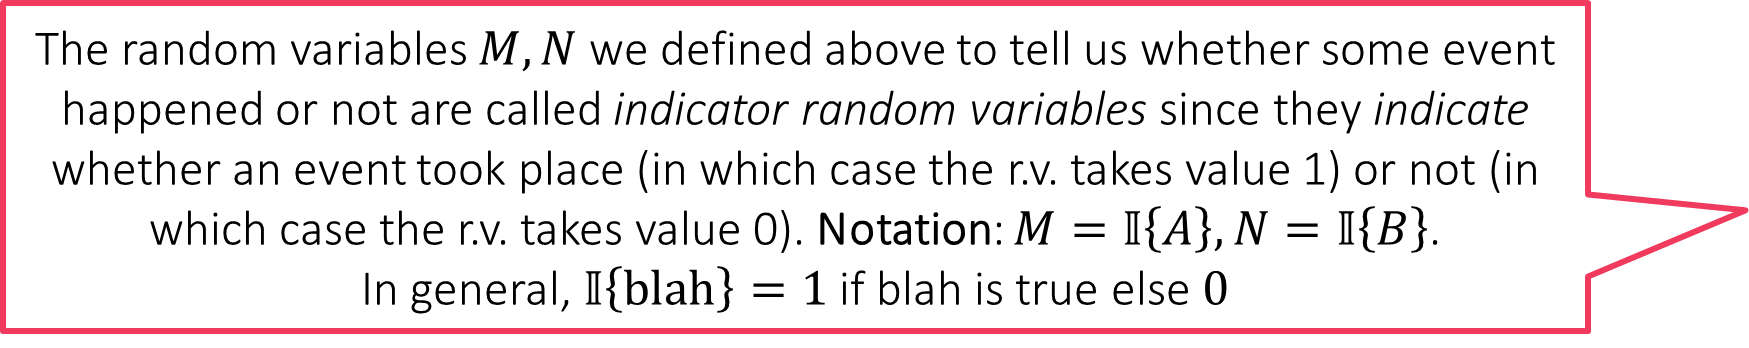 The random variables 𝑀, 𝑁 we defined above to tell us whether some event
happened or not are called indicator random variables since they indicate
whether an event took place (in which case the r.v. takes value 1) or not (in
which case the r.v. takes value 0). Notation: 𝑀 = 𝕀{𝐴}, 𝑁 = 𝕀{𝐵}.
In general, 𝕀{blah} = 1 if blah is true else 0